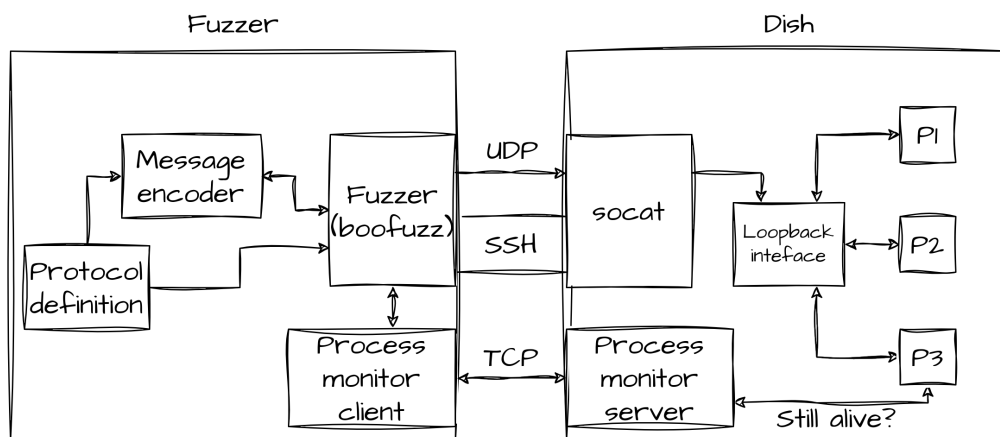 Fuzzer
Dish
Message
encoder
Protocol
definition
Fuzzer
(boofuzz)
Process
monitor
client
UDP
SSH
TCP
socat
Process
monitor
server
Loopback
inteface
P1
P2
P3
Still alive?